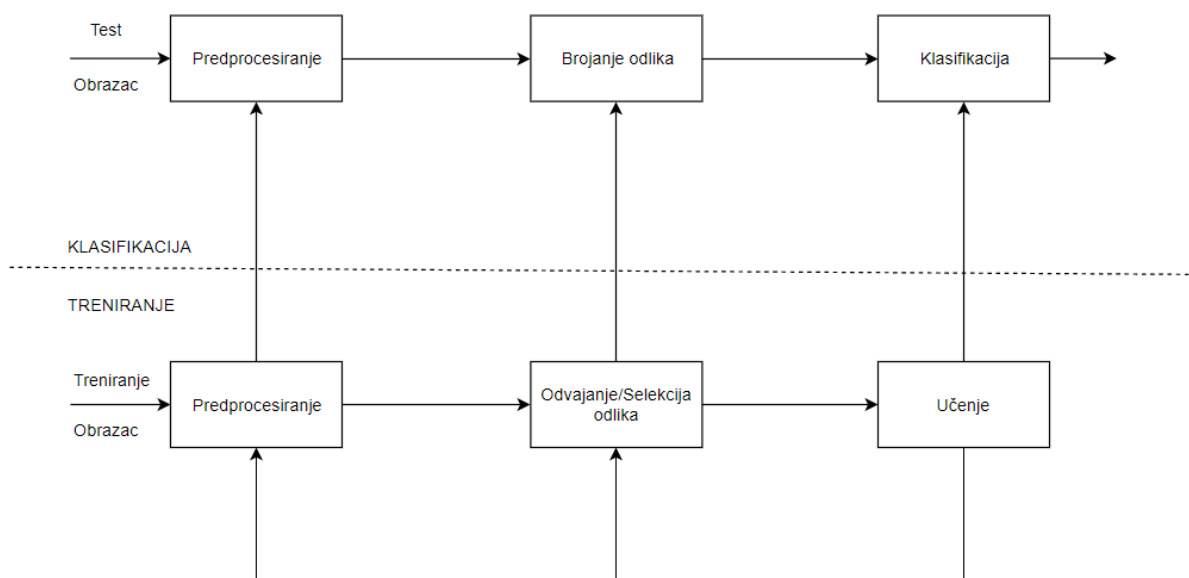 Test
Obrazac
Predprocesiranje
Brojanje odlika
Klasifikacija
KLASIFIKACIJA
TRENIRANJE
Treniranje
Obrazac
Predprocesiranje
Odvajanje/Selekcija
odlika
Učenje